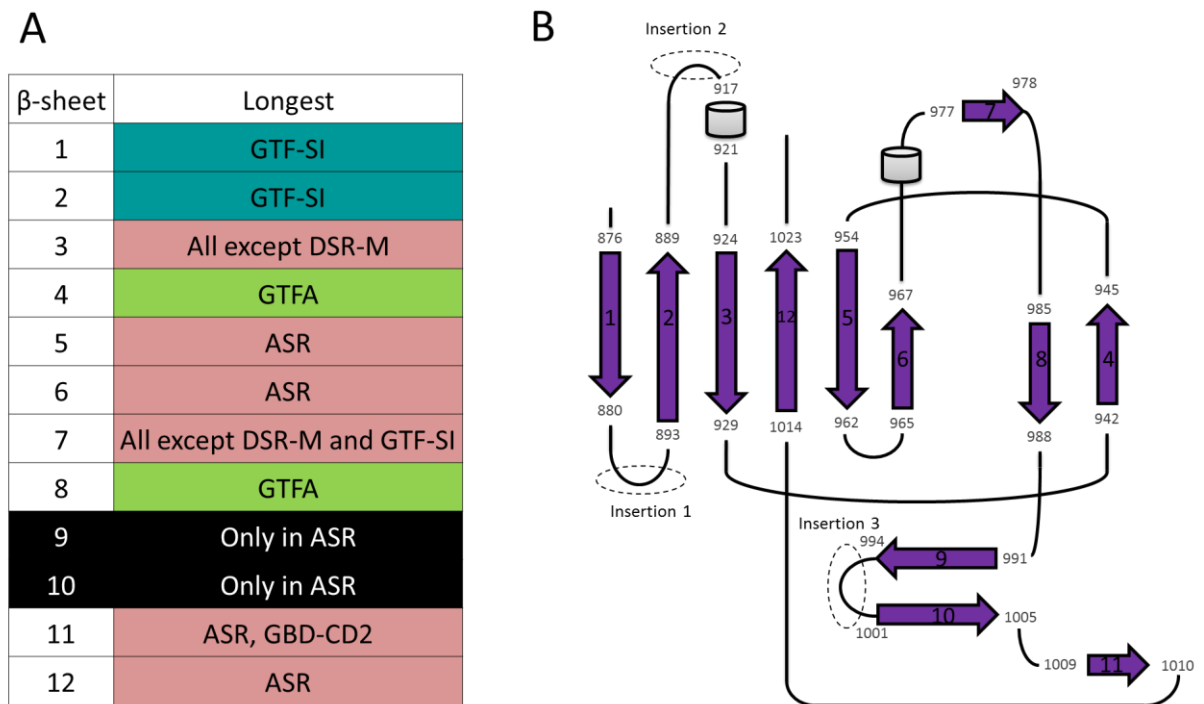 A
β-sheet Longest
1 GTF-SI
2 GTF-SI
3 All except DSR-M
4 GTFA
5 ASR
6 ASR
7 All except DSR-M and GTF-SI
8 GTFA
9 Only in ASR
10 Only in ASR
11 ASR, GBD-CD2
12 ASR
B
Insertion 2
917
978
977 7
921
876 889 924 1023 954
967 945
985
1 2 3 12 5
6 8 4
880
893 929 1014 962 965 988 942
Insertion 1
Insertion 3
994 9 991
10
1001 1005
1009 11 1010